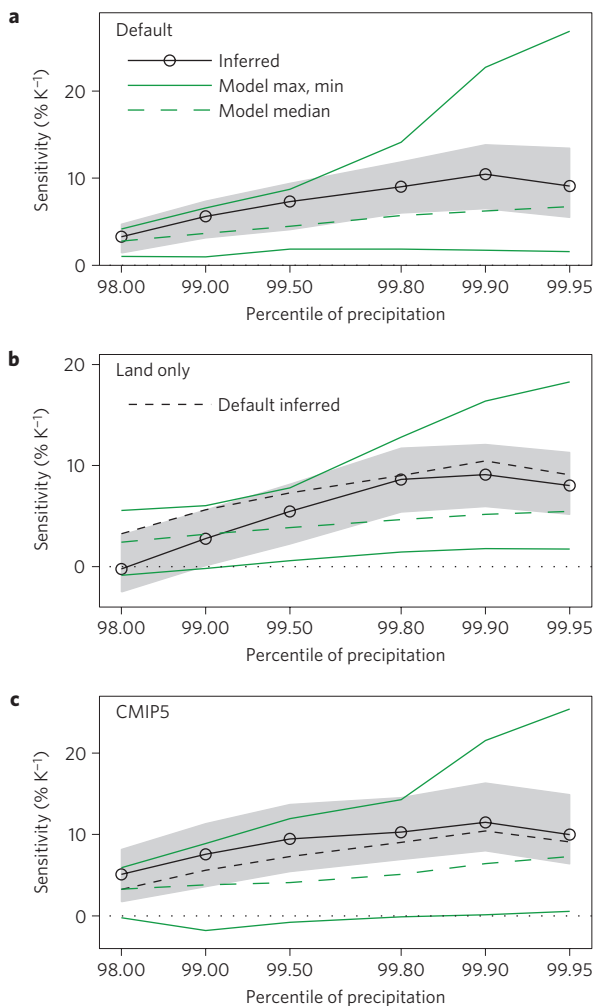 a
Default
Inferred
Model max, min
Model median
Sensitivity (% K⁻¹)
20
10
0
98.00 99.00 99.50 99.80 99.90 99.95
Percentile of precipitation
b
Land only
Default inferred
Sensitivity (% K⁻¹)
20
10
0
98.00 99.00 99.50 99.80 99.90 99.95
Percentile of precipitation
c
CMIP5
Sensitivity (% K⁻¹)
20
10
0
98.00 99.00 99.50 99.80 99.90 99.95
Percentile of precipitation